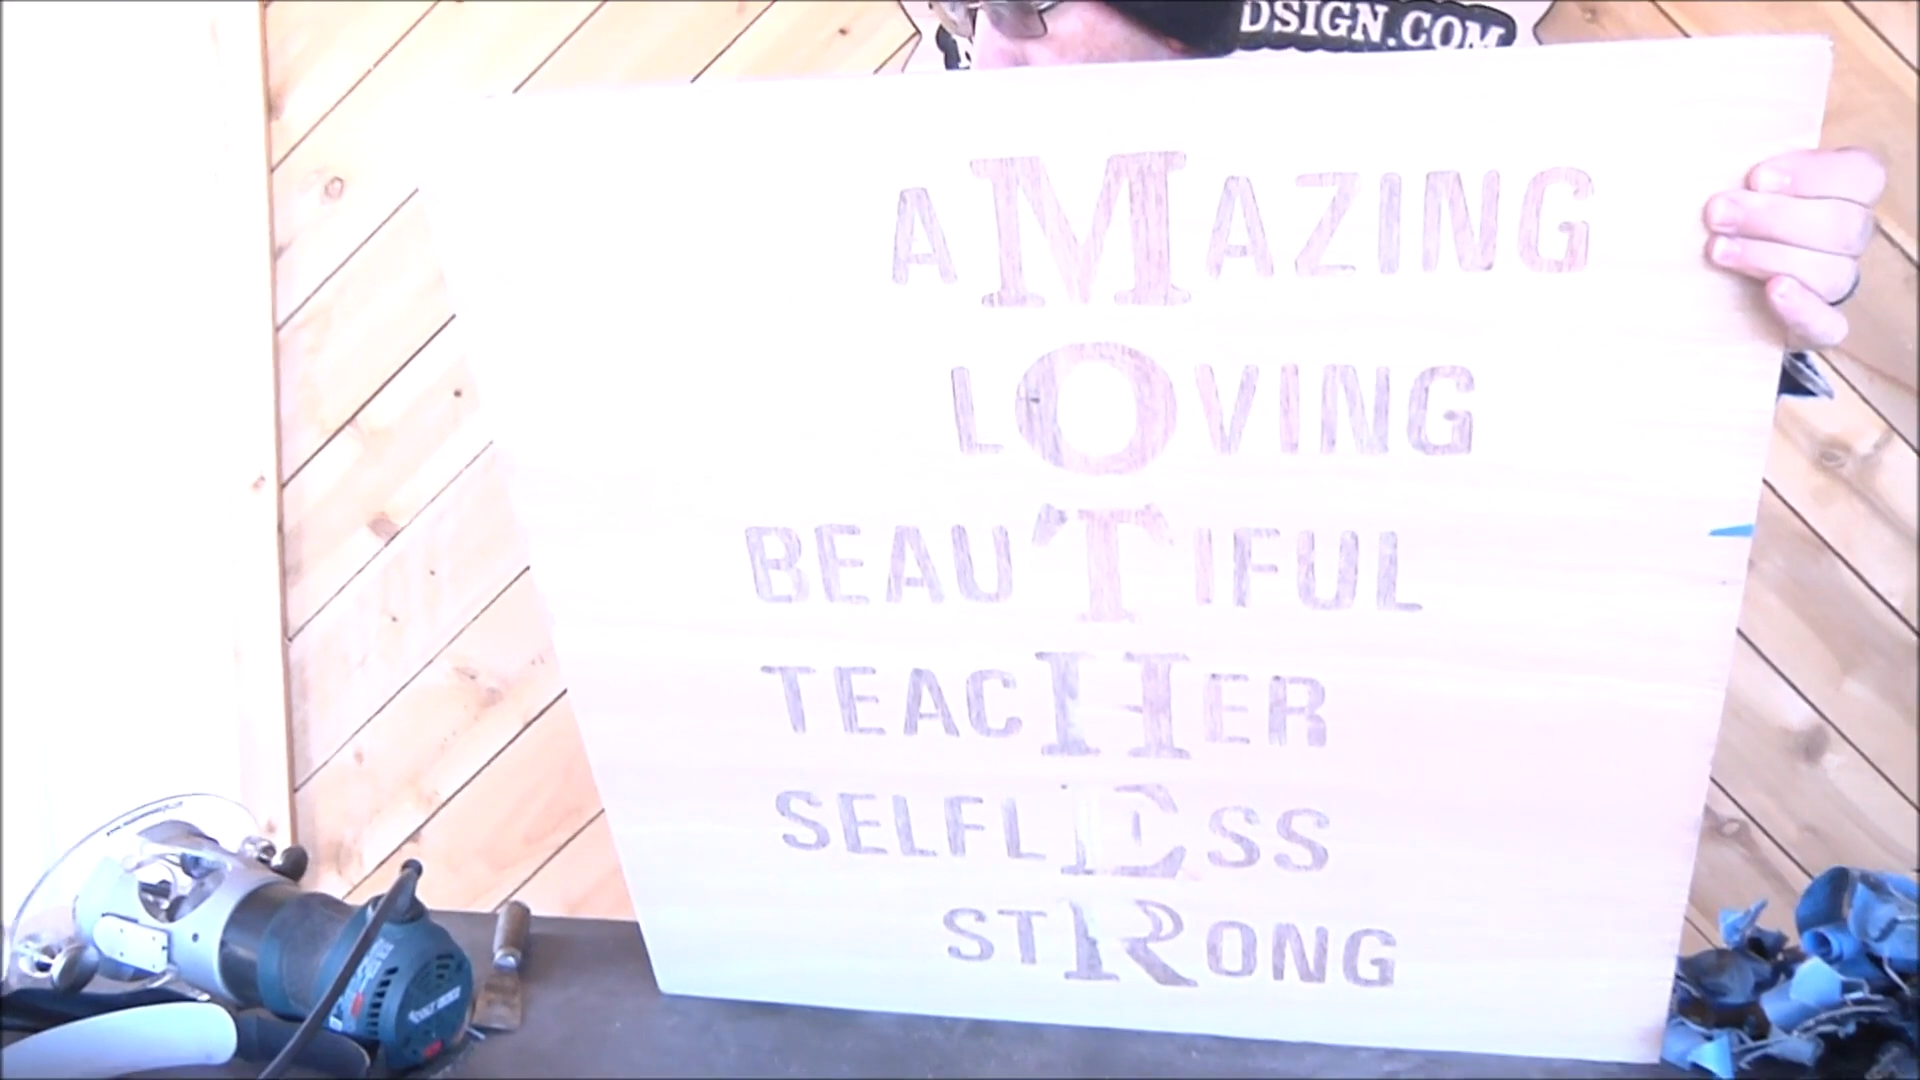 DSIGN.COM
AMAZING
LOVING
BEAUTIFUL
TEACHER
SELFLESS
STRONG